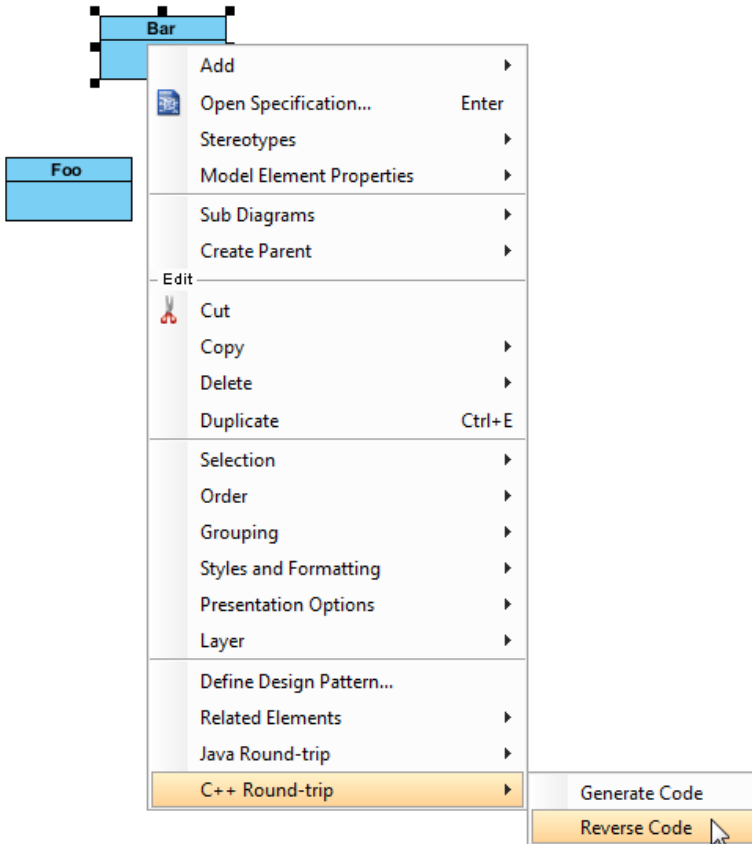 Bar
Add
Open Specification... Enter
Stereotypes
Foo
Model Element Properties
Sub Diagrams
Create Parent
Edit
Cut
Copy
Delete
Duplicate Ctrl+E
Selection
Order
Grouping
Styles and Formatting
Presentation Options
Layer
Define Design Pattern...
Related Elements
Java Round-trip
C++ Round-trip
Generate Code
Reverse Code